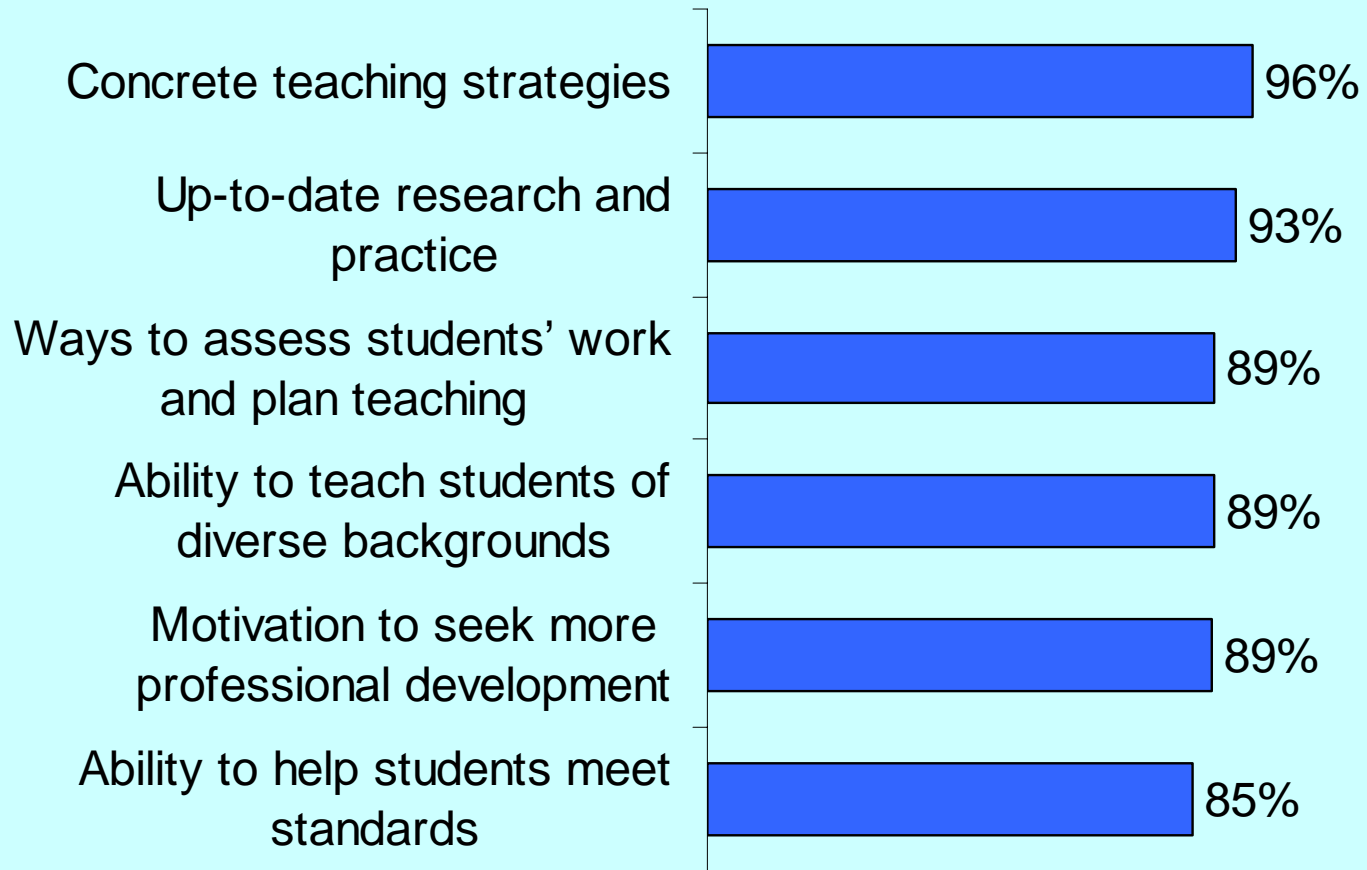 Concrete teaching strategies
96%
Up-to-date research and
practice
93%
Ways to assess students’ work
and plan teaching
89%
Ability to teach students of
diverse backgrounds
89%
Motivation to seek more
professional development
89%
Ability to help students meet
standards
85%